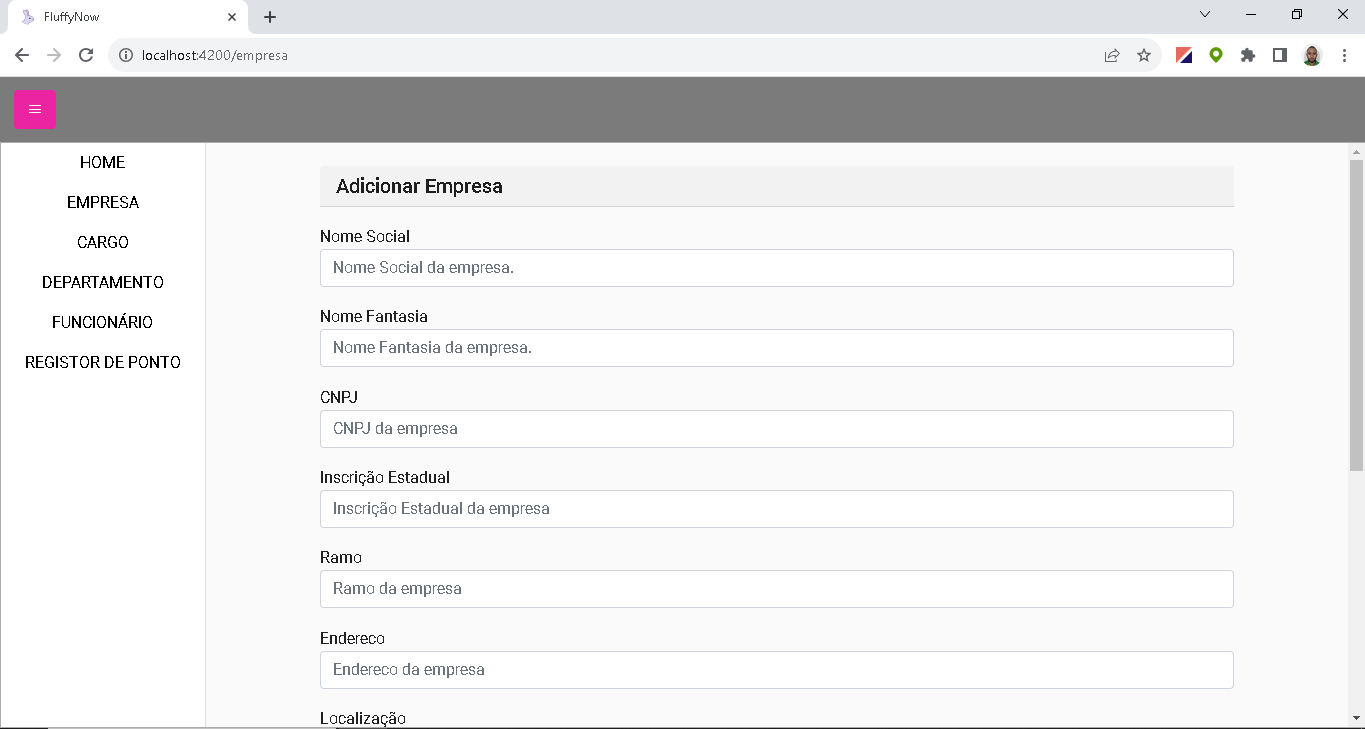 FluffyNow
localhost:4200/empresa
HOME
EMPRESA
CARGO
DEPARTAMENTO
FUNCIONÁRIO
REGISTOR DE PONTO
Adicionar Empresa
Nome Social
Nome Social da empresa.
Nome Fantasia
Nome Fantasia da empresa.
CNPJ
CNPJ da empresa
Inscrição Estadual
Inscrição Estadual da empresa
Ramo
Ramo da empresa
Endereco
Endereco da empresa
Localização